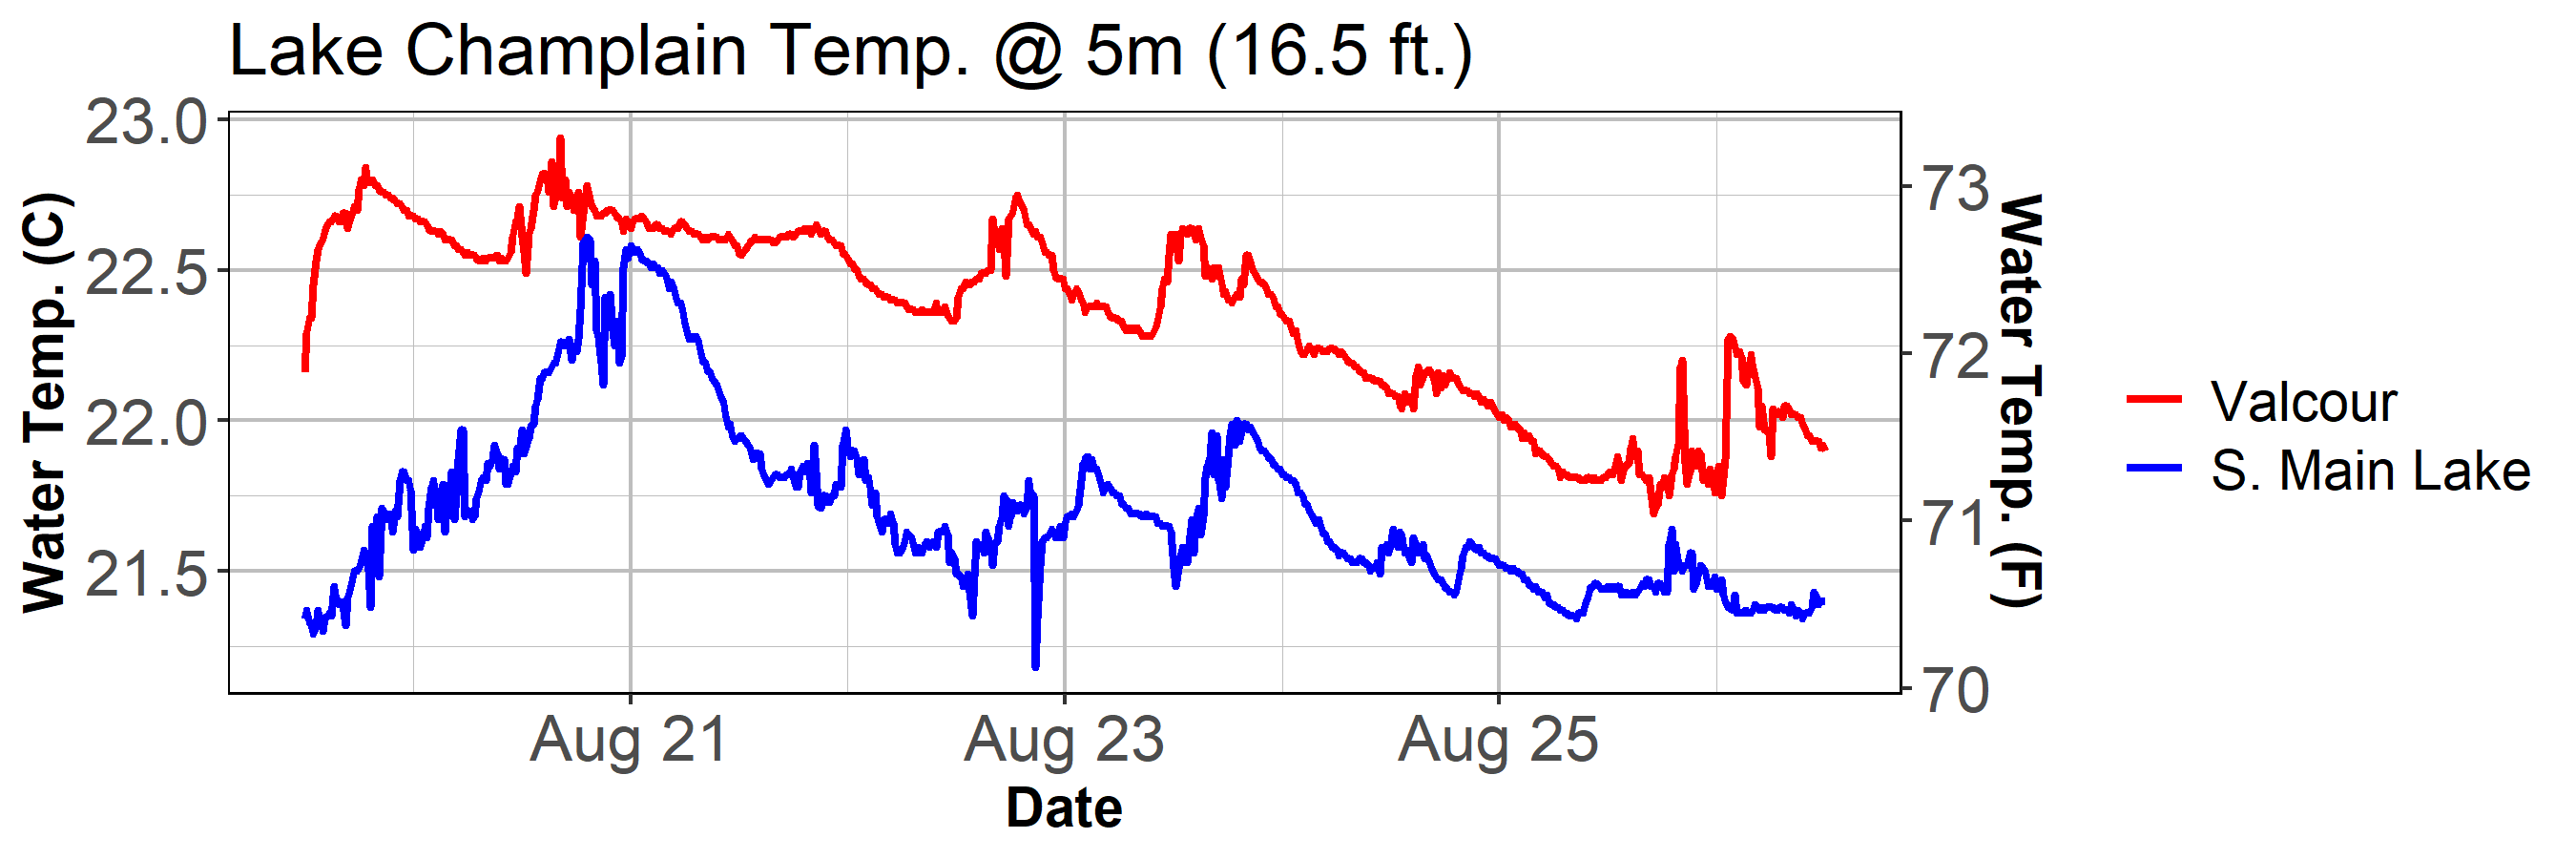 Lake Champlain Temp. @ 5m (16.5 ft.)
Water Temp. (C)
23.0
22.5
22.0
21.5
73
72
71
70
Water Temp. (F)
Aug 21
Aug 23
Aug 25
Date
Valcour
S. Main Lake